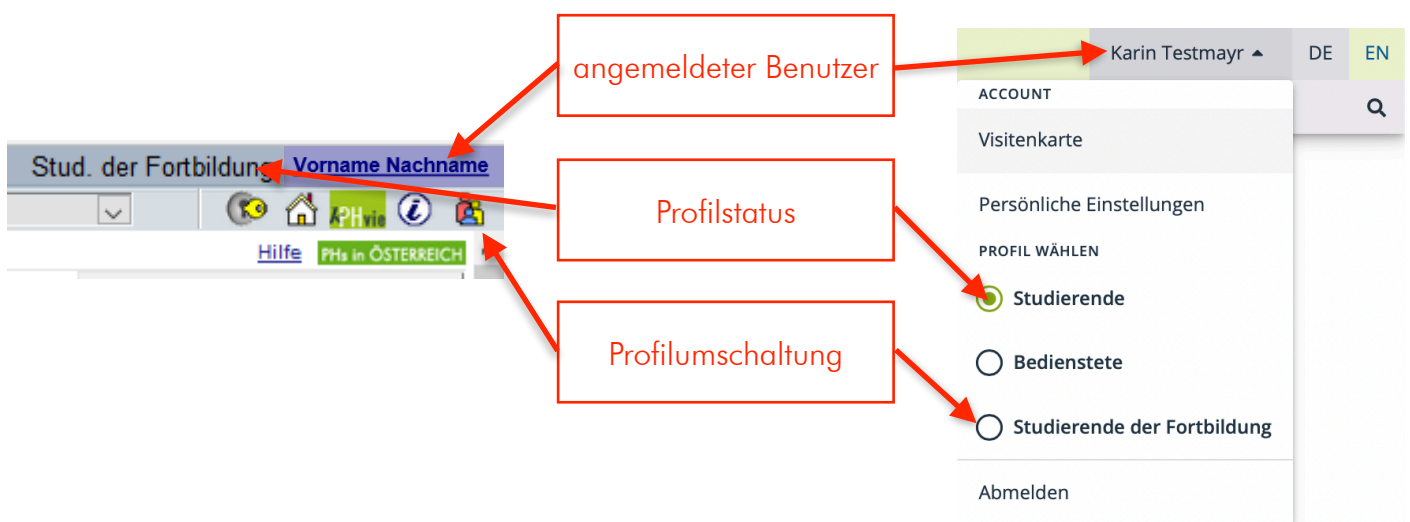 angemeldeter Benutzer
Karin Testmayr
DE
EN
ACCOUNT
Visitenkarte
Stud. der Fortbildung
Vorname Nachname
Persönliche Einstellungen
Profilstatus
PHvie
Hilfe
PHs in ÖSTERREICH
PROFIL WÄHLEN
Studierende
Profilumschaltung
Bedienstete
Studierende der Fortbildung
Abmelden